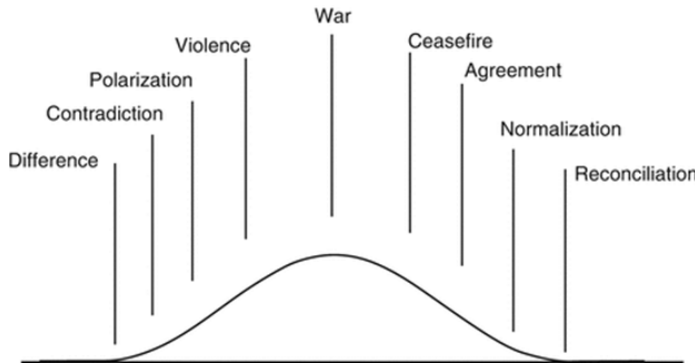 War
Violence
Ceasefire
Polarization
Agreement
Contradiction
Normalization
Difference
Reconciliation